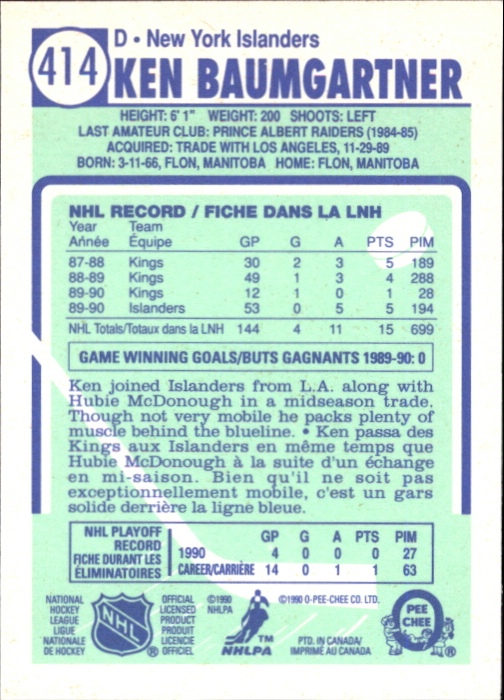 414
D • New York Islanders
KEN BAUMGARTNER
HEIGHT: 6' 1" WEIGHT: 200 SHOOTS: LEFT
LAST AMATEUR CLUB: PRINCE ALBERT RAIDERS (1984-85)
ACQUIRED: TRADE WITH LOS ANGELES, 11-29-89
BORN: 3-11-66, FLON, MANITOBA HOME: FLON, MANITOBA
NHL RECORD / FICHE DANS LA LNH
Year Team
Année Équipe GP G A PTS PIM
87-88 Kings 30 2 3 5 189
88-89 Kings 49 1 3 4 288
89-90 Kings 12 1 0 1 28
89-90 Islanders 53 0 5 5 194
NHL Totals/Totaux dans la LNH 144 4 11 15 699
GAME WINNING GOALS/BUTS GAGNANTS 1989-90: 0
Ken joined Islanders from L.A. along with
Hubie McDonough in a midseason trade.
Though not very mobile he packs plenty of
muscle behind the blueline. • Ken passa des
Kings aux Islanders en même temps que
Hubie McDonough à la suite d'un échange
en mi-saison. Bien qu'il ne soit pas
exceptionnellement mobile, c'est un gars
solide derrière la ligne bleue.
NHL PLAYOFF
RECORD
FICHE DURANT LES
ÉLIMINATOIRES
GP G A PTS PIM
1990 4 0 0 0 27
CAREER/CARRIÈRE 14 0 1 1 63
NATIONAL
HOCKEY
LEAGUE
LIGUE
NATIONALE
DE HOCKEY
NHL
®
OFFICIAL
LICENSED
PRODUCT
PRODUIT
LICENCIÉ
OFFICIEL
©1990
NHLPA
TM
NHLPA
©1990 O-PEE-CHEE CO. LTD.
PTD. IN CANADA/
IMPRIMÉ AU CANADA
O
PEE
CHEE
®